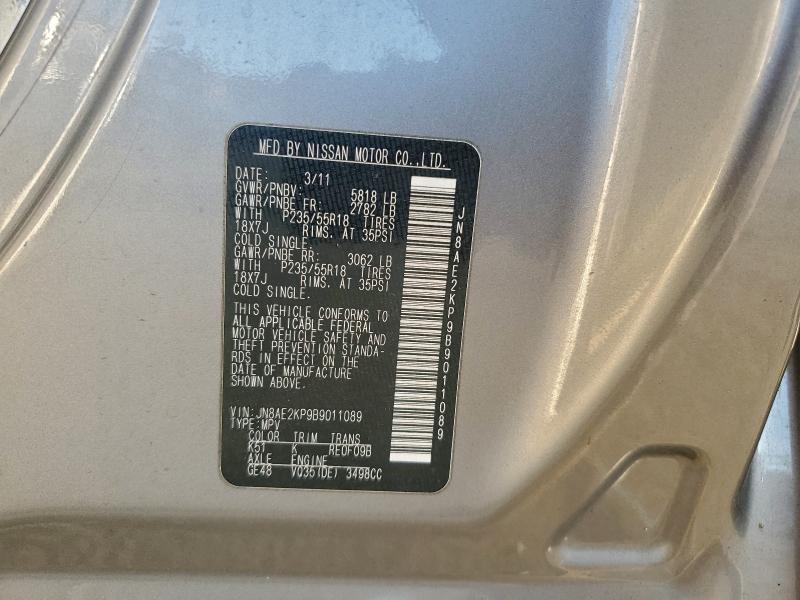 MFD BY NISSAN MOTOR CO.,LTD.
DATE: 3/11
GVWR/PNBV: 5818 LB
GAWR/PNBE FR: 2782 LB
WITH P235/55R18 TIRES
18X7J RIMS. AT 35PSI
COLD SINGLE.
GAWR/PNBE RR: 3062 LB
WITH P235/55R18 TIRES
18X7J RIMS. AT 35PSI
COLD SINGLE.
THIS VEHICLE CONFORMS TO
ALL APPLICABLE FEDERAL
MOTOR VEHICLE SAFETY AND
THEFT PREVENTION STANDA-
RDS IN EFFECT ON THE
DATE OF MANUFACTURE
SHOWN ABOVE.
VIN:JN8AE2KP9B9011089
TYPE:MPV
COLOR TRIM TRANS
K51 K RE0F09B
AXLE ENGINE
GE48 VQ35(DE) 3498CC
JN8AE2KP9B9011089